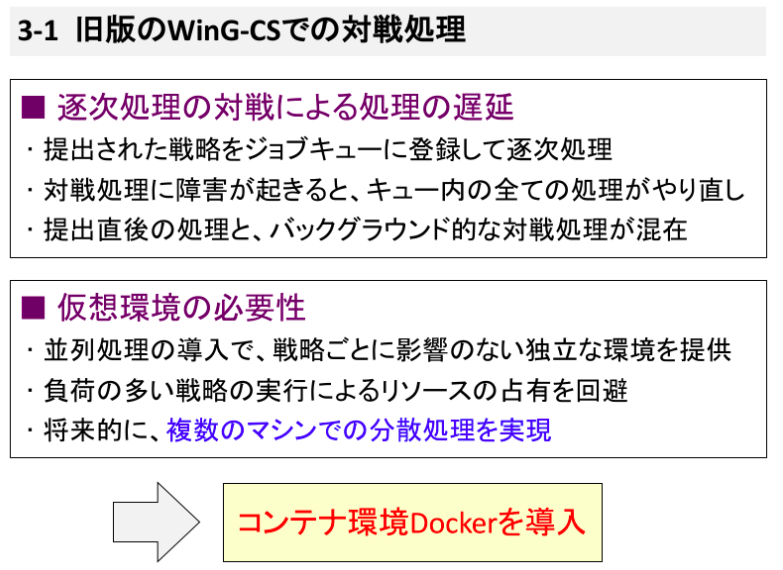 3-1 旧版のWinG-CSでの対戦処理
■ 逐次処理の対戦による処理の遅延
・提出された戦略をジョブキューに登録して逐次処理
・対戦処理に障害が起きると、キュー内の全ての処理がやり直し
・提出直後の処理と、バックグラウンド的な対戦処理が混在
■ 仮想環境の必要性
・並列処理の導入で、戦略ごとに影響のない独立な環境を提供
・負荷の多い戦略の実行によるリソースの占有を回避
・将来的に、複数のマシンでの分散処理を実現
コンテナ環境Dockerを導入